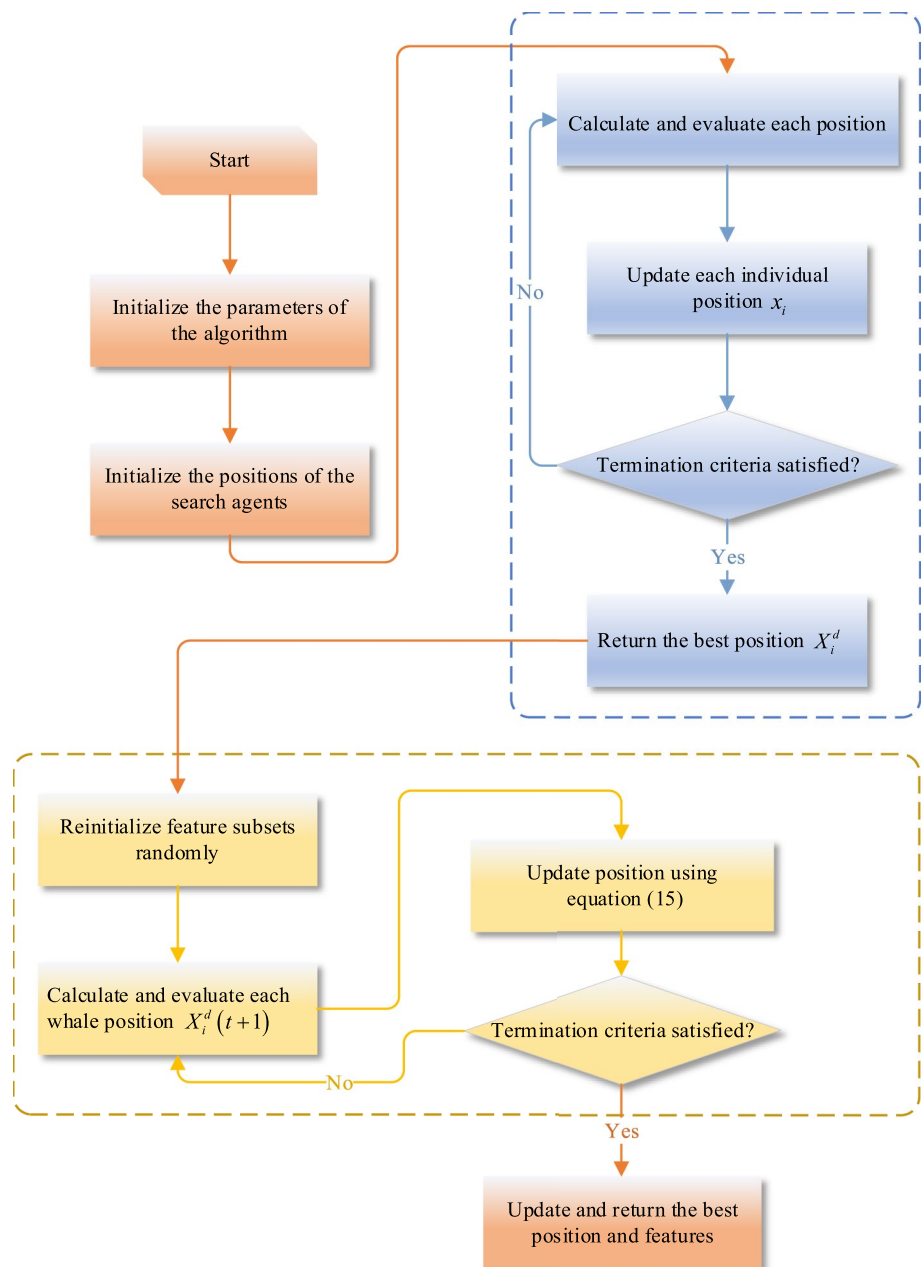 Start
Initialize the parameters of
the algorithm
Initialize the positions of the
search agents
Calculate and evaluate each position
Update each individual
position x_i
No
Termination criteria satisfied?
Yes
Return the best position X_i^d
Reinitialize feature subsets
randomly
Calculate and evaluate each
whale position X_i^d (t+1)
Update position using
equation (15)
Termination criteria satisfied?
No
Yes
Update and return the best
position and features